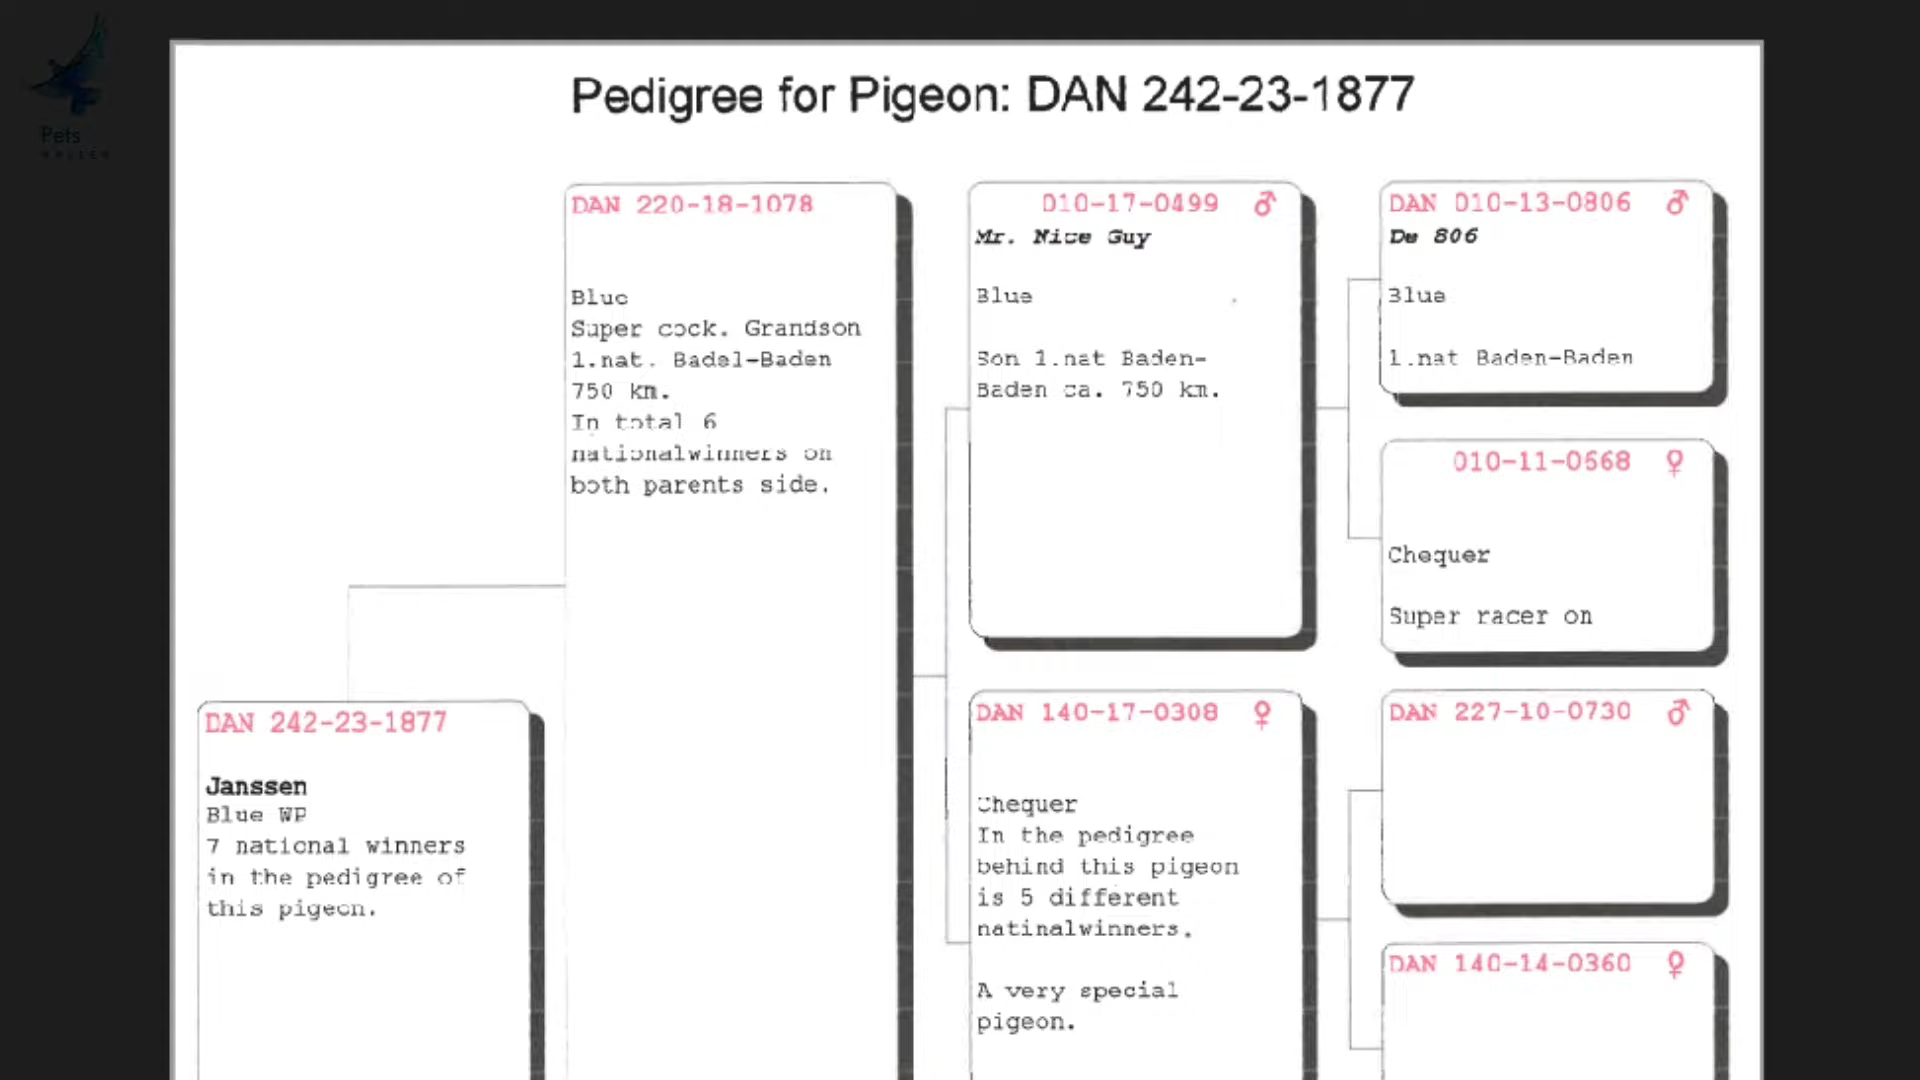 Pets
Pedigree for Pigeon: DAN 242-23-1877
DAN 220-18-1078
Blue
Super cock. Grandson
1.nat. Badel-Baden
750 km.
In total 6
nationalwinners on
both parents side.
010-17-0499 ♂
Mr. Nice Guy
Blue
Son 1.nat Baden-
Baden ca. 750 km.
DAN 010-13-0806 ♂
De 806
Blue
1.nat Baden-Baden
010-11-0668 ♀
Chequer
Super racer on
DAN 242-23-1877
Janssen
Blue WP
7 national winners
in the pedigree of
this pigeon.
DAN 140-17-0308 ♀
Chequer
In the pedigree
behind this pigeon
is 5 different
natinalwinners.
A very special
pigeon.
DAN 227-10-0730 ♂
DAN 140-14-0360 ♀